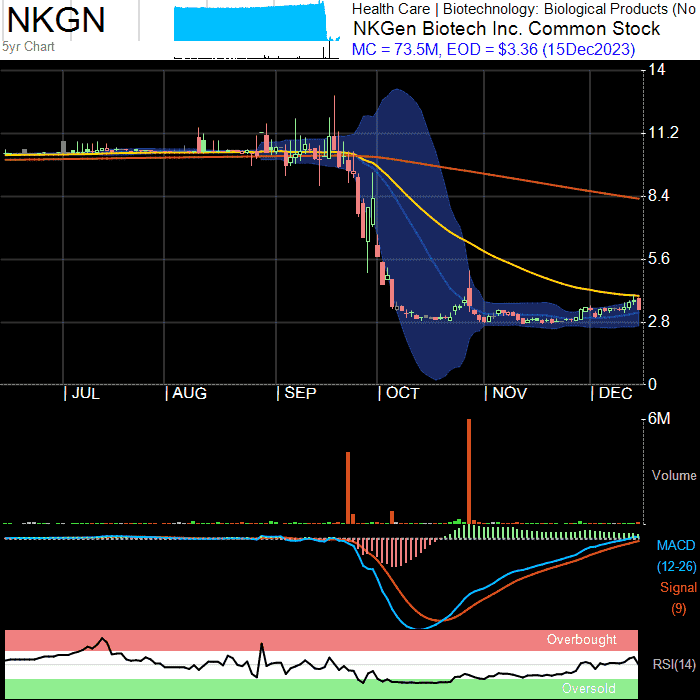 NKGN
5yr Chart
Health Care | Biotechnology: Biological Products (No
NKGen Biotech Inc. Common Stock
MC = 73.5M, EOD = $3.36 (15Dec2023)
14
11.2
8.4
5.6
2.8
0
| JUL | AUG | SEP | OCT | NOV | DEC
6M
Volume
MACD
(12-26)
Signal
(9)
Overbought
RSI(14)
Oversold